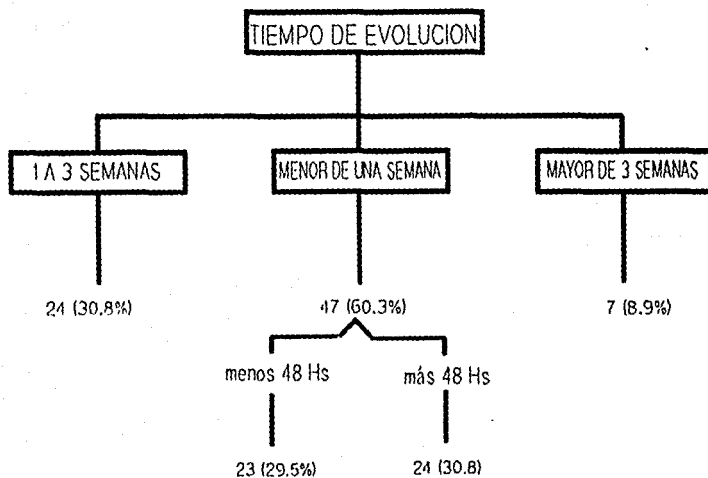 TIEMPO DE EVOLUCION
1 A 3 SEMANAS
MENOR DE UNA SEMANA
MAYOR DE 3 SEMANAS
24 (30.8%)
47 (60.3%)
7 (8.9%)
menos 48 Hs
más 48 Hs
23 (29.5%)
24 (30.8)